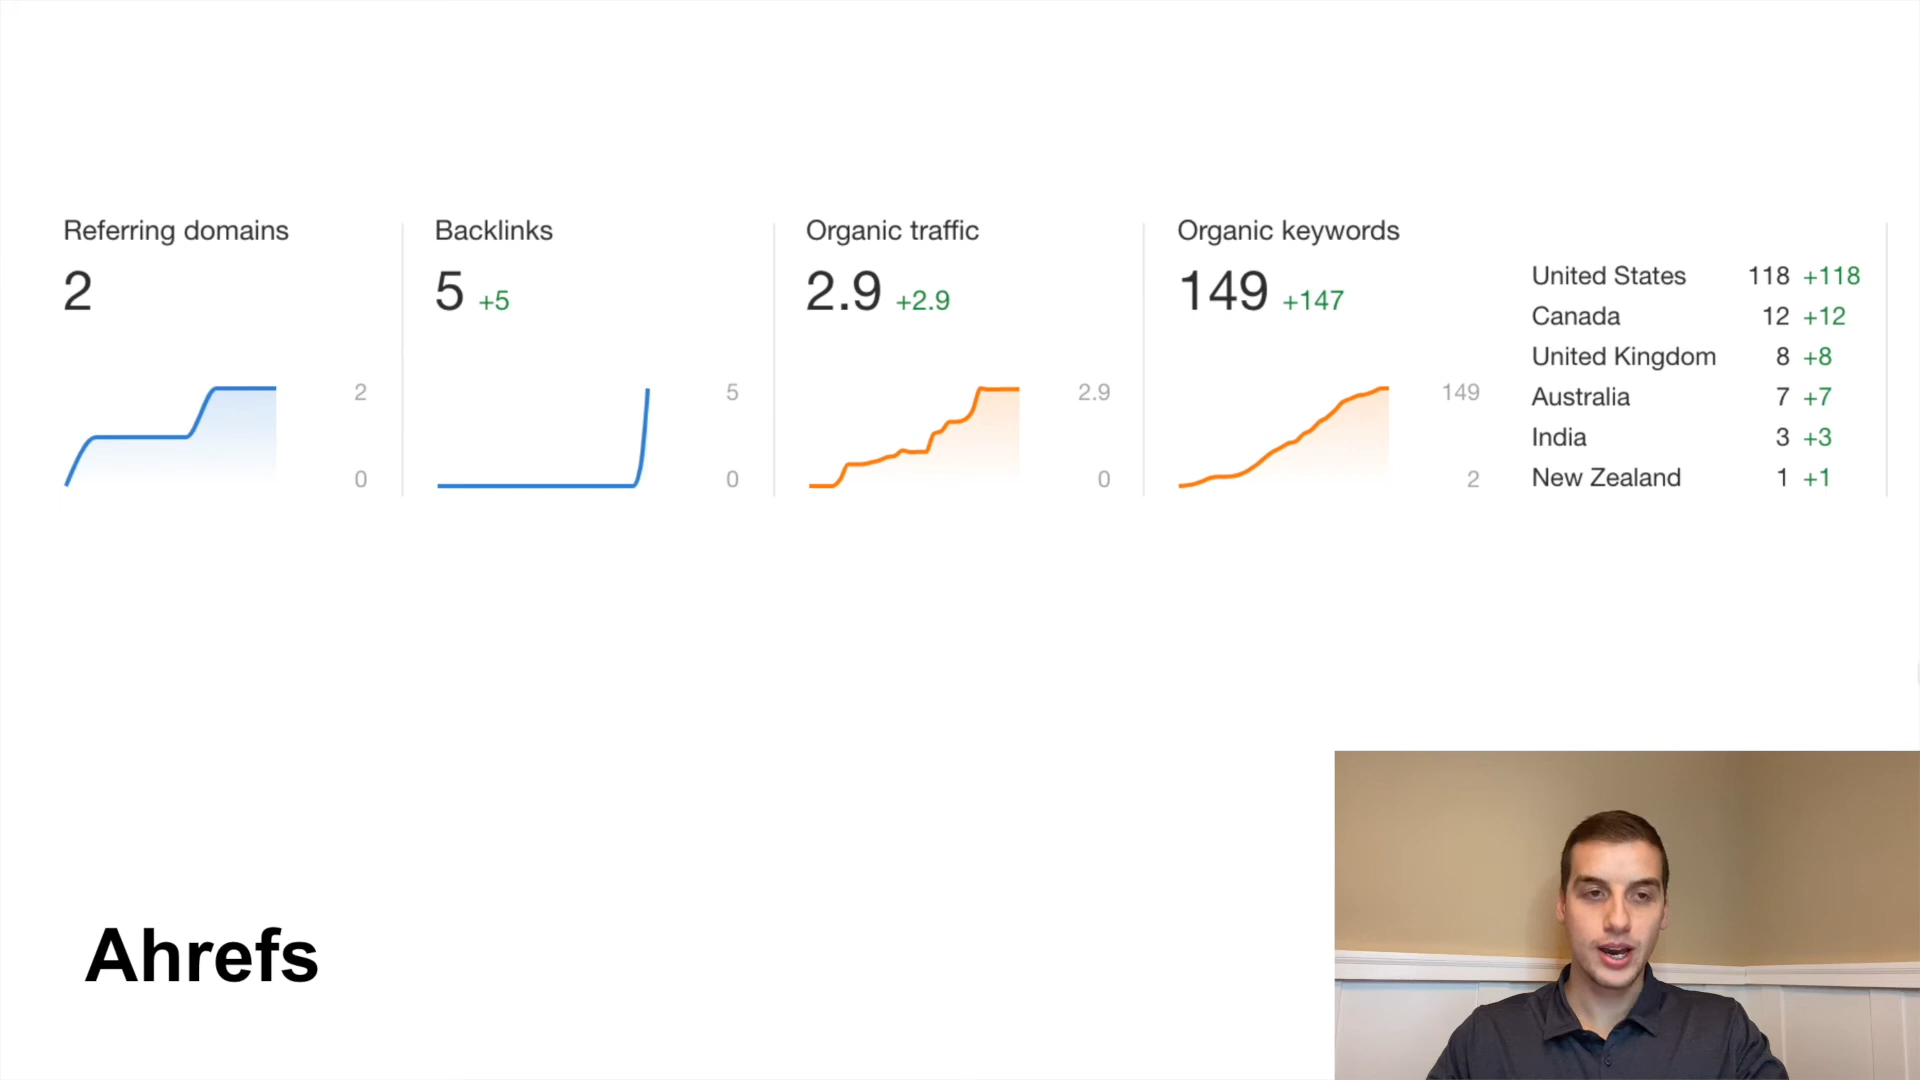 Referring domains
2
2
0
Backlinks
5 +5
5
0
Organic traffic
2.9 +2.9
2.9
0
Organic keywords
149 +147
149
2
United States 118 +118
Canada 12 +12
United Kingdom 8 +8
Australia 7 +7
India 3 +3
New Zealand 1 +1
Ahrefs